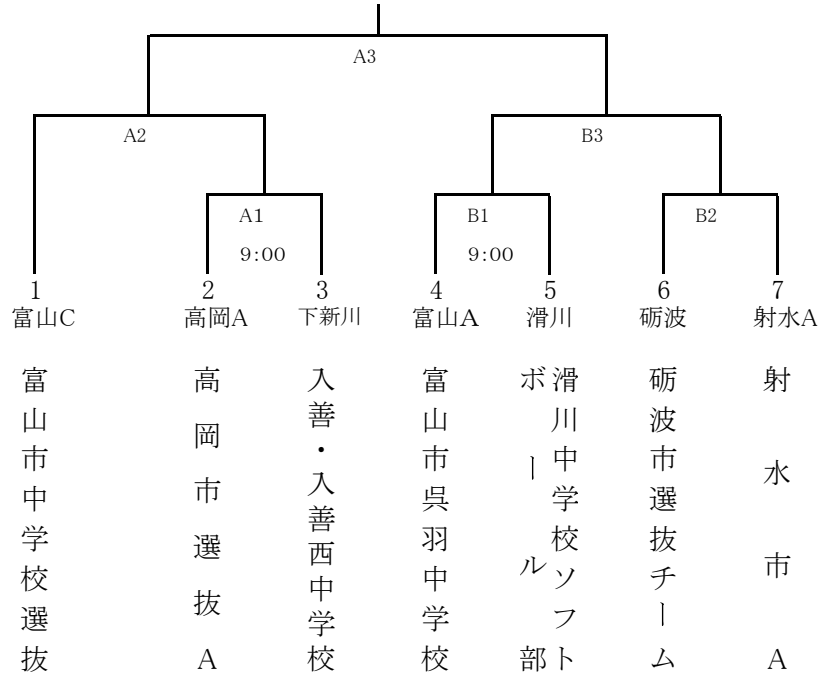 A3
A2
B3
A1
B1
B2
9:00
9:00
1
2
3
4
5
6
7
富山C
高岡A
下新川
富山A
滑川
砺波
射水A
富山市中学校選抜
高岡市選抜A
入善・入善西中学校
富山市呉羽中学校
滑川中学校ソフト
ボール部
砺波市選抜チーム
射水市A